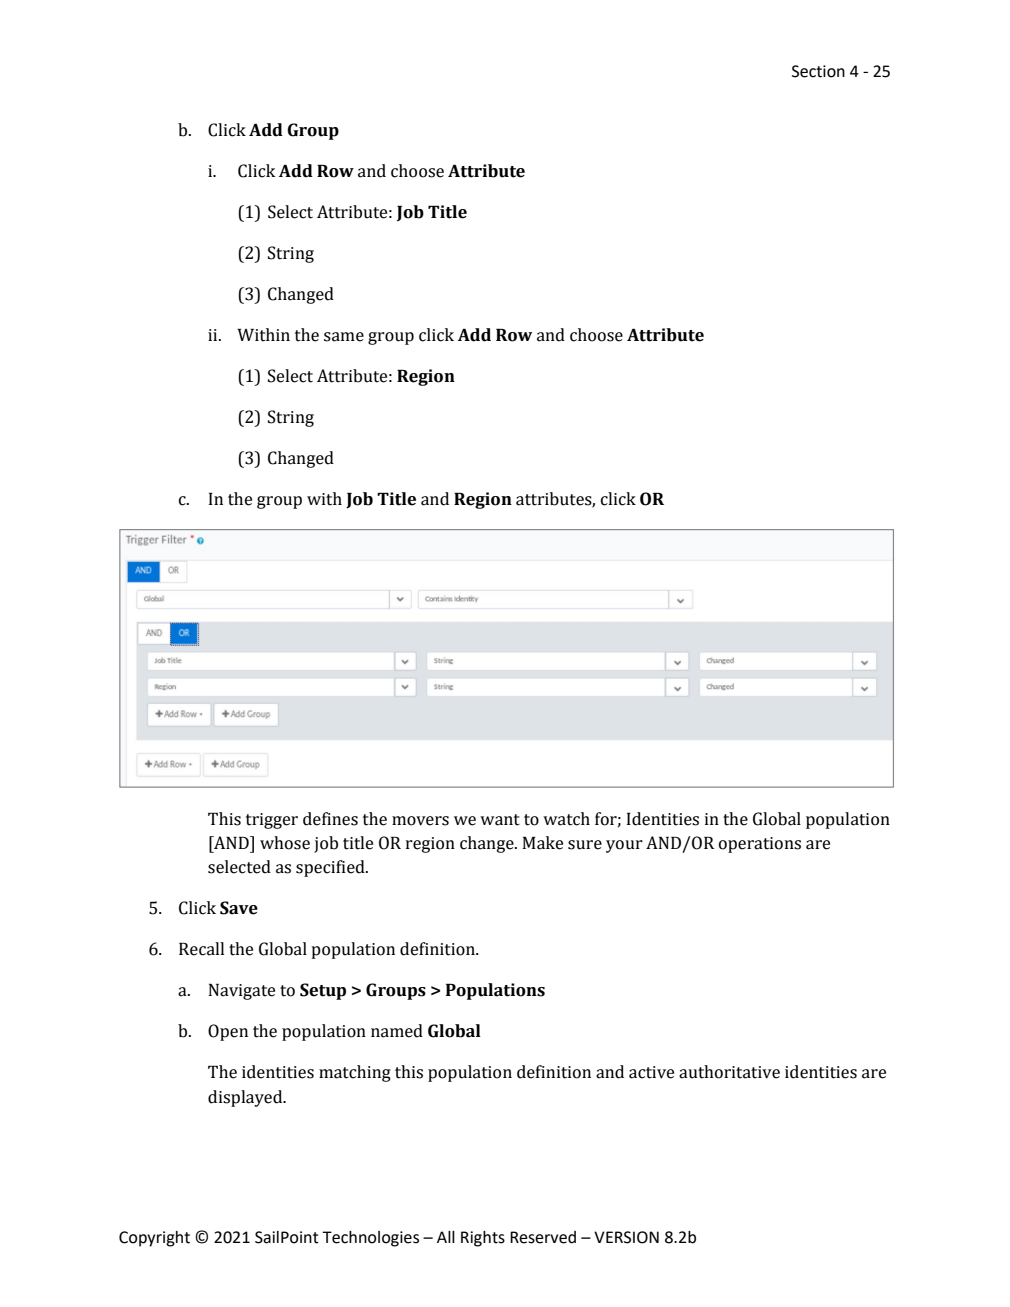 Section 4 - 25
b. Click Add Group
i. Click Add Row and choose Attribute
(1) Select Attribute: Job Title
(2) String
(3) Changed
ii. Within the same group click Add Row and choose Attribute
(1) Select Attribute: Region
(2) String
(3) Changed
c. In the group with Job Title and Region attributes, click OR
Trigger Filter *
AND OR
Global Contains Identity
AND OR
Job Title String Changed
Region String Changed
+Add Row +Add Group
+Add Row +Add Group
This trigger defines the movers we want to watch for; Identities in the Global population
[AND] whose job title OR region change. Make sure your AND/OR operations are
selected as specified.
5. Click Save
6. Recall the Global population definition.
a. Navigate to Setup > Groups > Populations
b. Open the population named Global
The identities matching this population definition and active authoritative identities are
displayed.
Copyright © 2021 SailPoint Technologies – All Rights Reserved – VERSION 8.2b